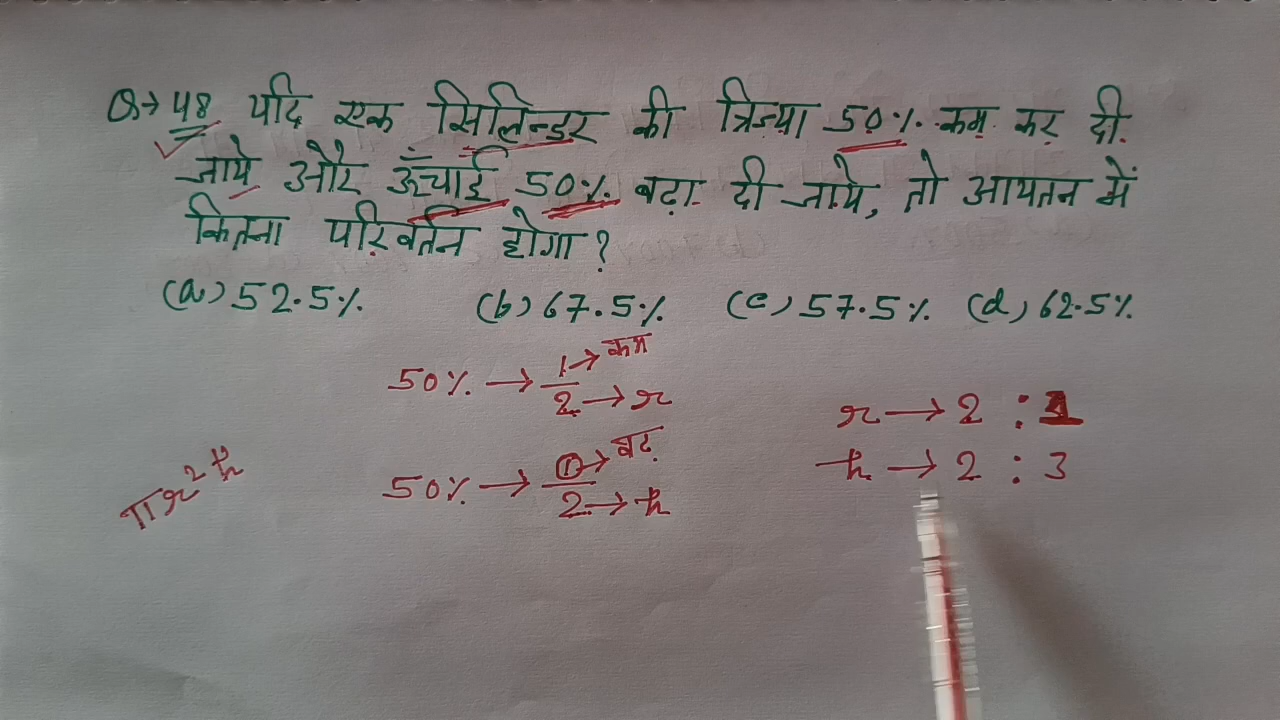 Q→48 यदि एक सिलिन्डर की त्रिज्या 50% कम कर दी
जाये और ऊँचाई 50% बढ़ा दी जाये, तो आयतन में
कितना परिवर्तन होगा?
(a) 52.5% (b) 67.5% (c) 57.5% (d) 62.5%
50% → 1/2 → कम → r
50% → 1/2 → बढ़ → h
πr²h
r → 2 : 1
h → 2 : 3